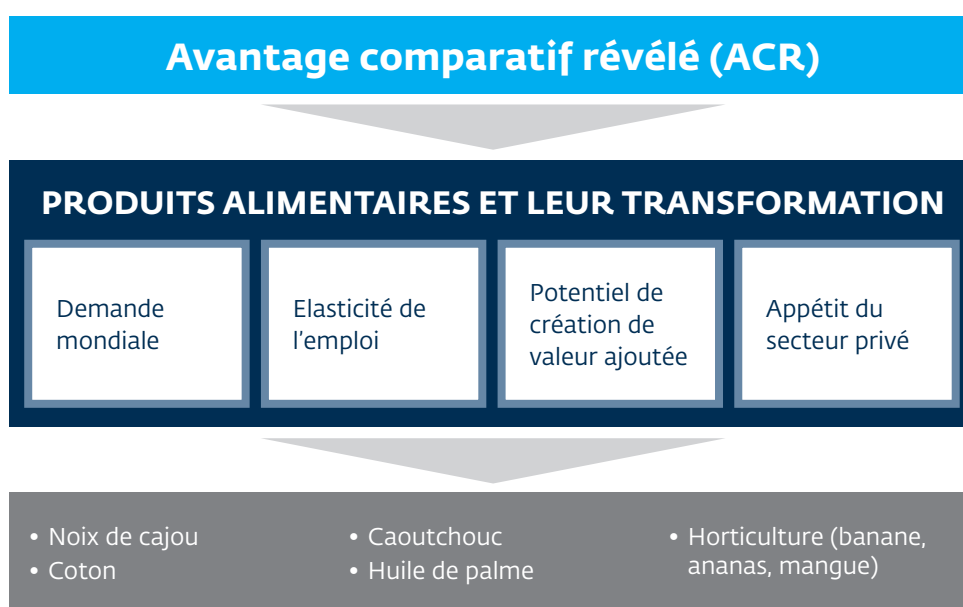 Avantage comparatif révélé (ACR)
PRODUITS ALIMENTAIRES ET LEUR TRANSFORMATION
Demande
mondiale
Elasticité de
l'emploi
Potentiel de
création de
valeur ajoutée
Appétit du
secteur privé
• Noix de cajou
• Coton
• Caoutchouc
• Huile de palme
• Horticulture (banane,
ananas, mangue)